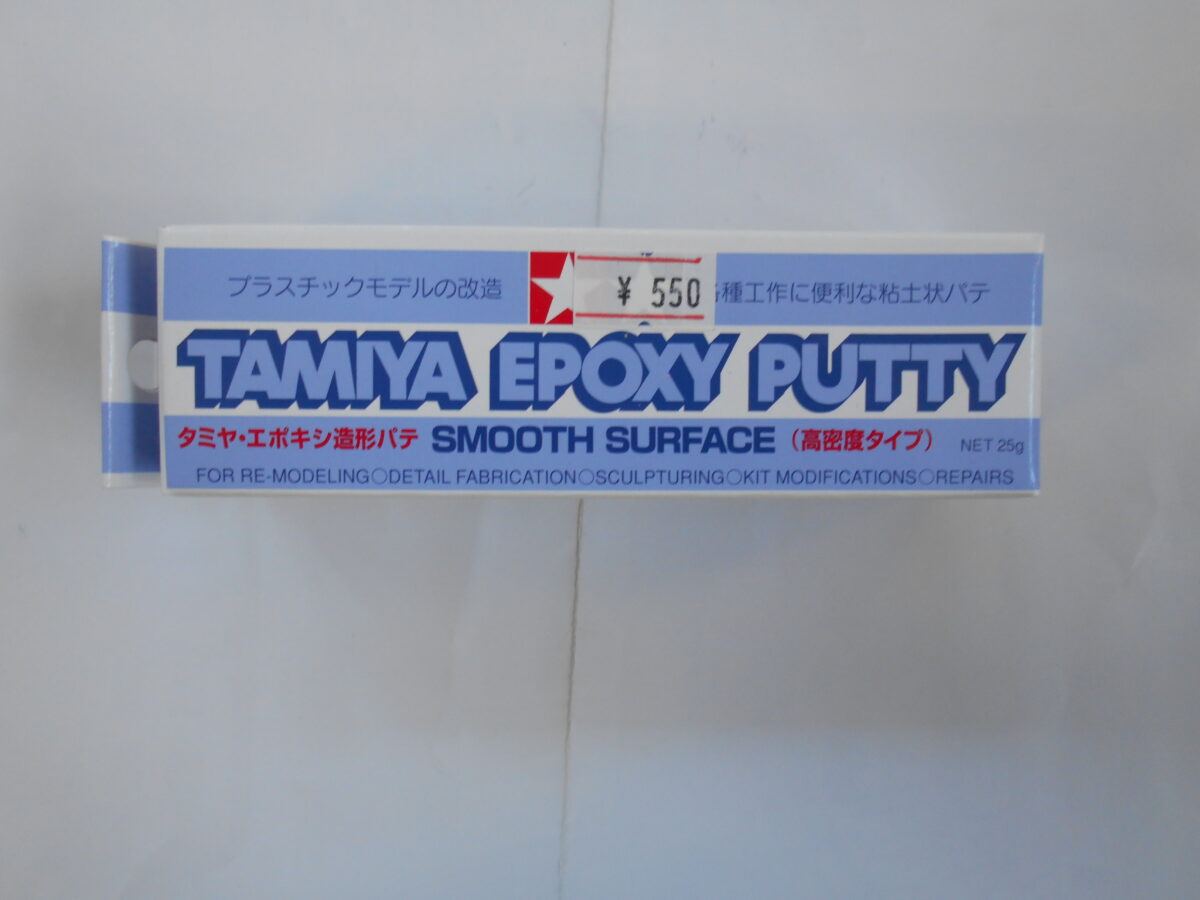 プラスチックモデルの改造 ¥ 550 種工作に便利な粘土状パテ
TAMIYA EPOXY PUTTY
タミヤ・エポキシ造形パテ SMOOTH SURFACE (高密度タイプ) NET 25g
FOR RE-MODELING○DETAIL FABRICATION○SCULPTURING○KIT MODIFICATIONS○REPAIRS